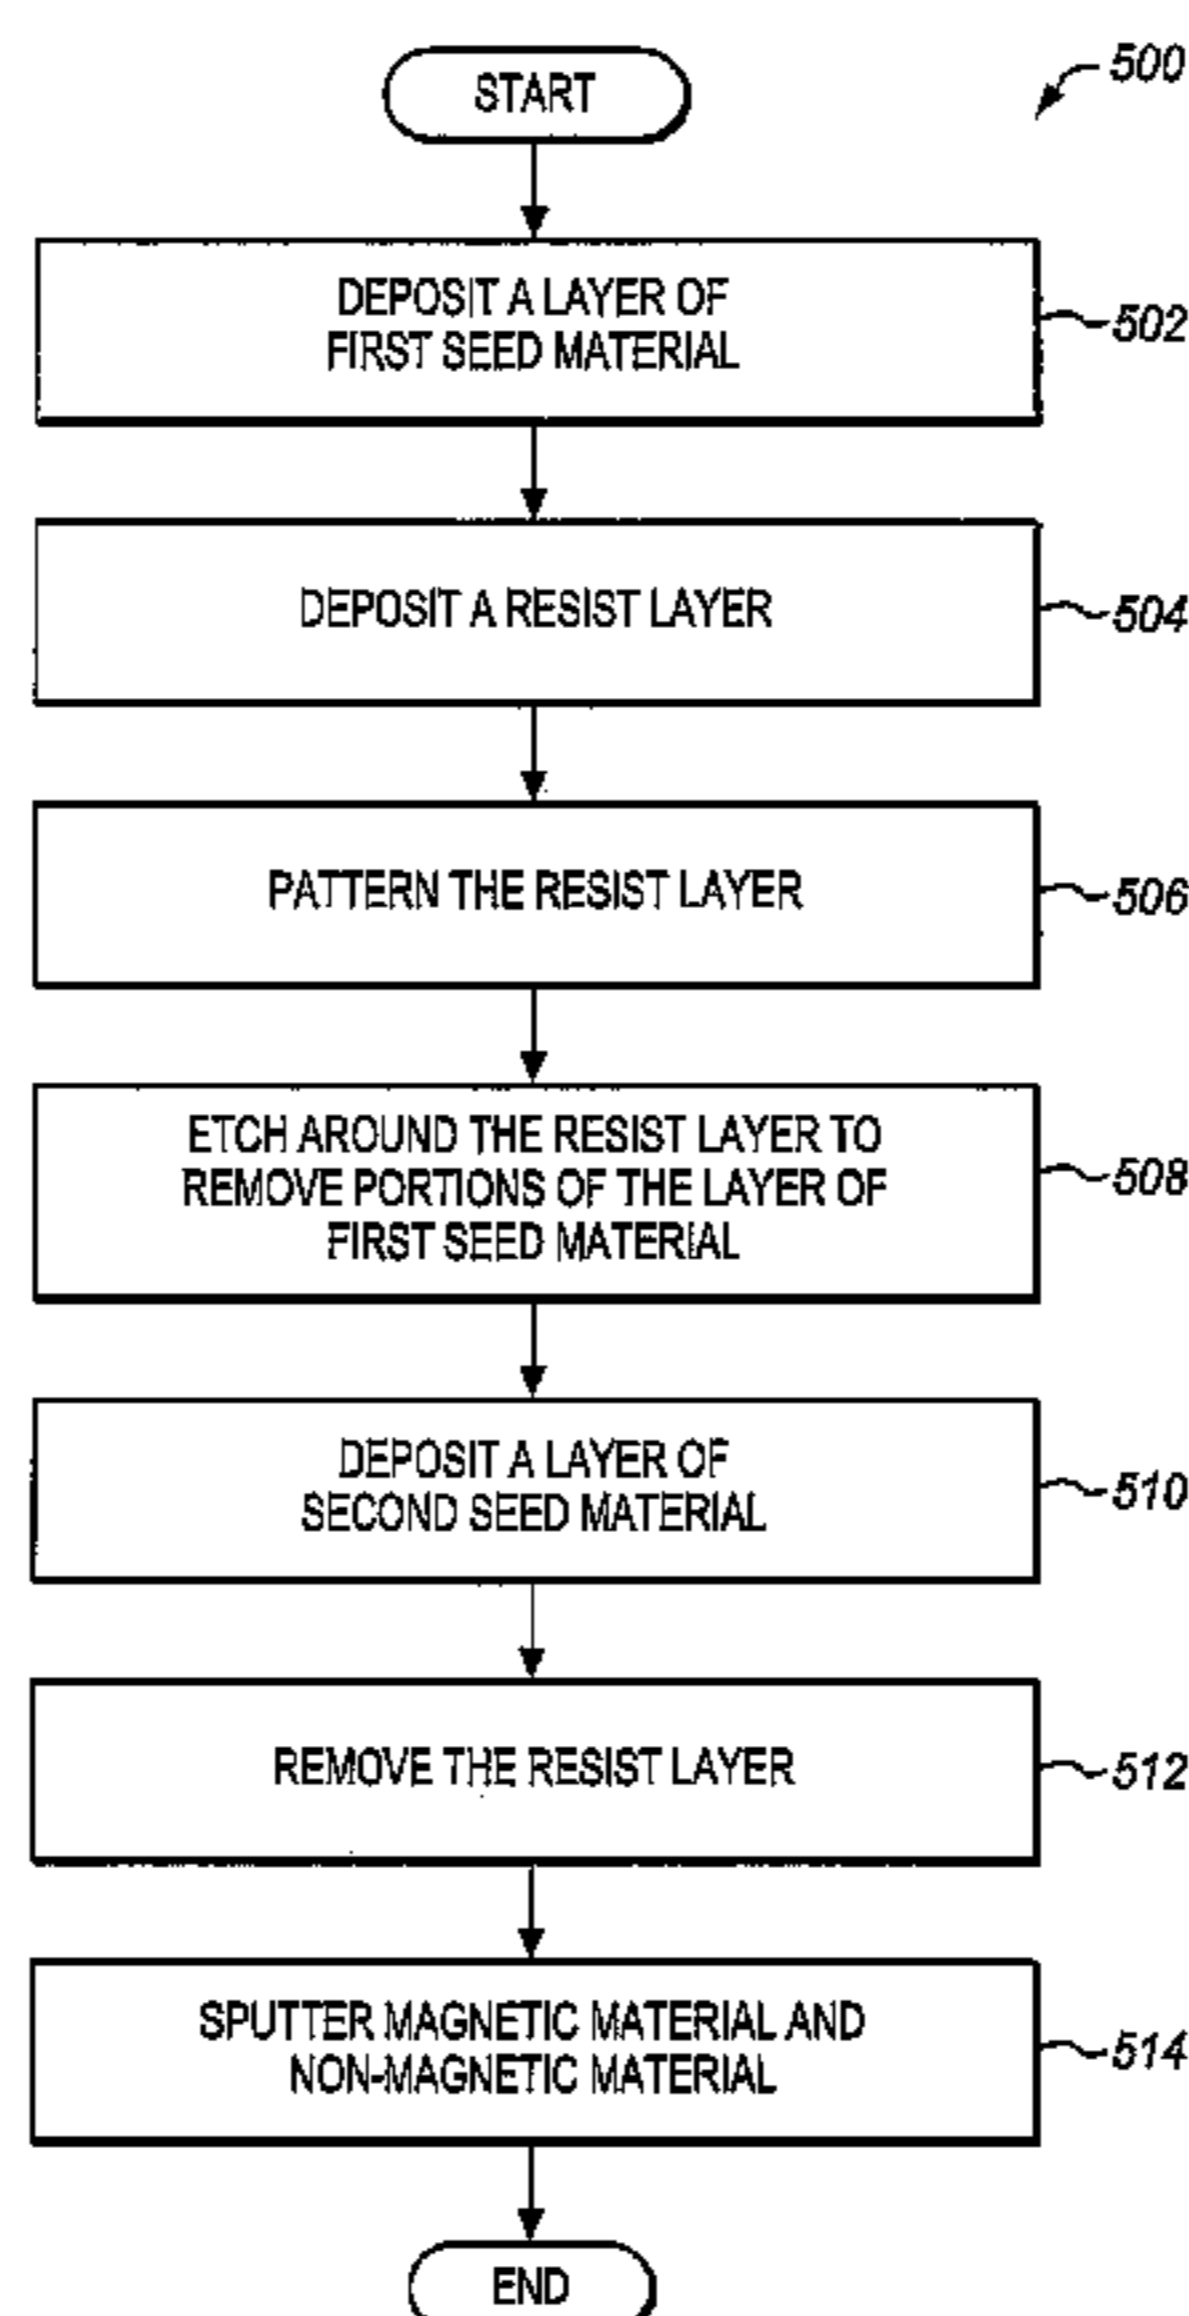 START
500
DEPOSIT A LAYER OF
FIRST SEED MATERIAL
502
DEPOSIT A RESIST LAYER
504
PATTERN THE RESIST LAYER
506
ETCH AROUND THE RESIST LAYER TO
REMOVE PORTIONS OF THE LAYER OF
FIRST SEED MATERIAL
508
DEPOSIT A LAYER OF
SECOND SEED MATERIAL
510
REMOVE THE RESIST LAYER
512
SPUTTER MAGNETIC MATERIAL AND
NON-MAGNETIC MATERIAL
514
END